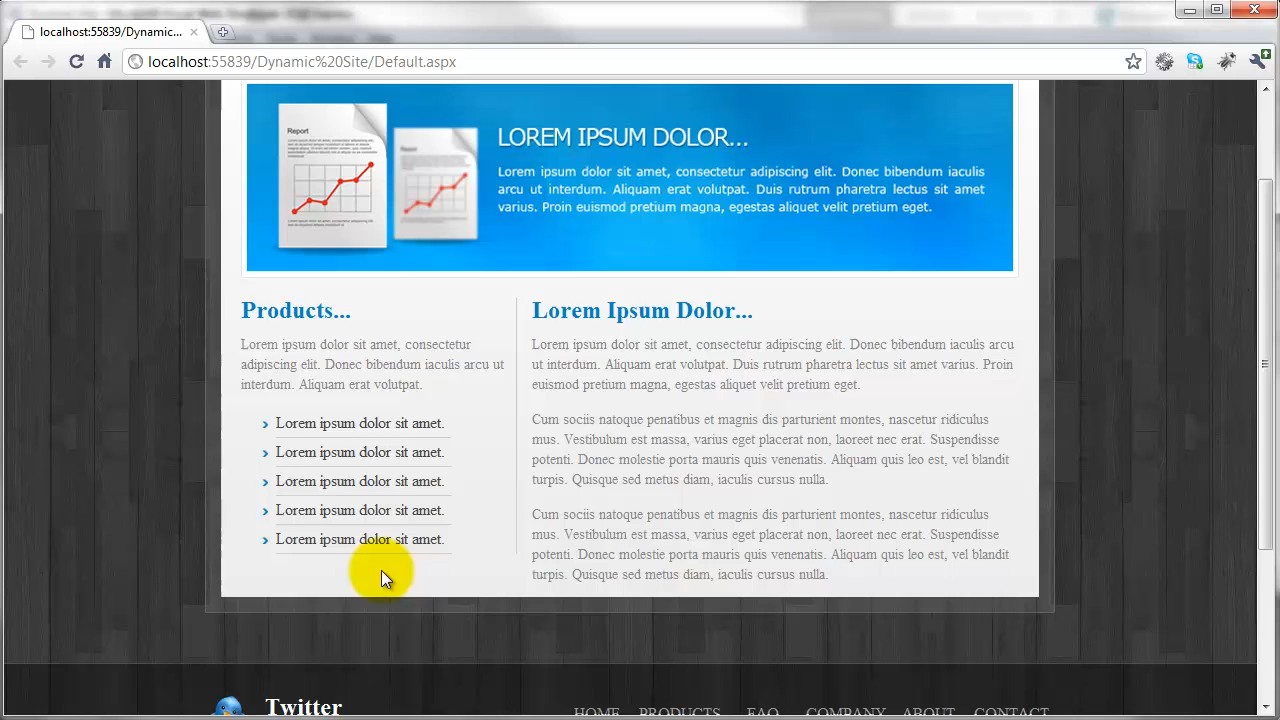 localhost:55839/Dynamic...
localhost:55839/Dynamic%20Site/Default.aspx
Report
Report
LOREM IPSUM DOLOR...
Lorem ipsum dolor sit amet, consectetur adipiscing elit. Donec bibendum iaculis
arcu ut interdum. Aliquam erat volutpat. Duis rutrum pharetra lectus sit amet
varius. Proin euismod pretium magna, egestas aliquet velit pretium eget.
Products...
Lorem ipsum dolor sit amet, consectetur
adipiscing elit. Donec bibendum iaculis arcu ut
interdum. Aliquam erat volutpat.
Lorem ipsum dolor sit amet.
Lorem ipsum dolor sit amet.
Lorem ipsum dolor sit amet.
Lorem ipsum dolor sit amet.
Lorem ipsum dolor sit amet.
Lorem Ipsum Dolor...
Lorem ipsum dolor sit amet, consectetur adipiscing elit. Donec bibendum iaculis arcu
ut interdum. Aliquam erat volutpat. Duis rutrum pharetra lectus sit amet varius. Proin
euismod pretium magna, egestas aliquet velit pretium eget.
Cum sociis natoque penatibus et magnis dis parturient montes, nascetur ridiculus
mus. Vestibulum est massa, varius eget placerat non, laoreet nec erat. Suspendisse
potenti. Donec molestie porta mauris quis venenatis. Aliquam quis leo est, vel blandit
turpis. Quisque sed metus diam, iaculis cursus nulla.
Cum sociis natoque penatibus et magnis dis parturient montes, nascetur ridiculus
mus. Vestibulum est massa, varius eget placerat non, laoreet nec erat. Suspendisse
potenti. Donec molestie porta mauris quis venenatis. Aliquam quis leo est, vel blandit
turpis. Quisque sed metus diam, iaculis cursus nulla.
Twitter
HOME PRODUCTS FAQ COMPANY ABOUT CONTACT